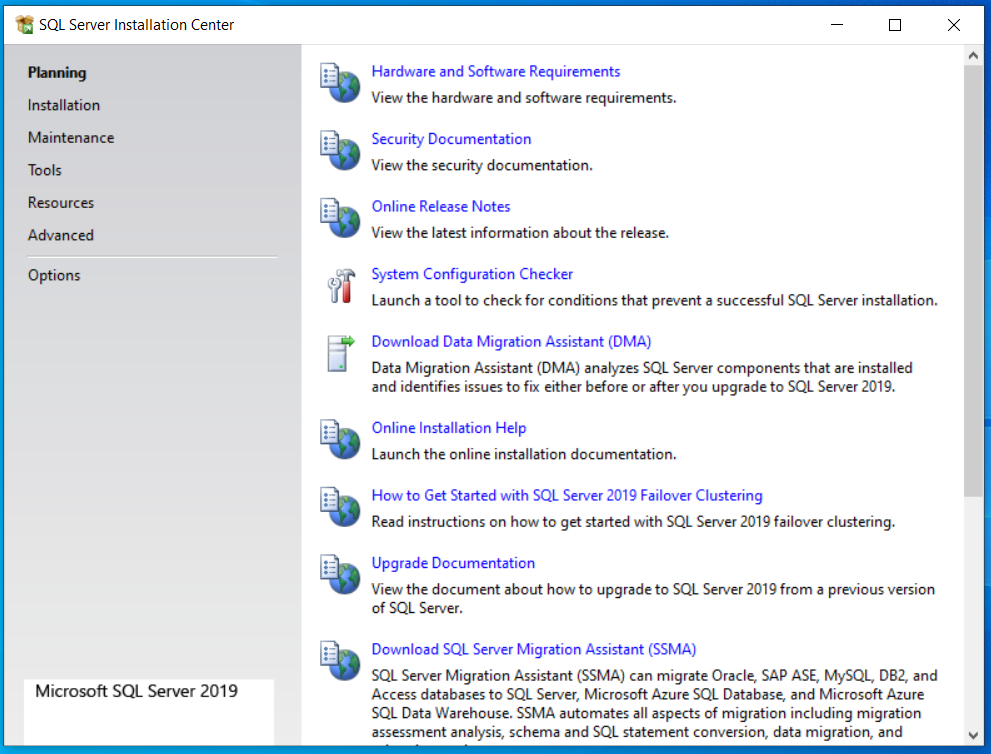 SQL Server Installation Center
Planning
Installation
Maintenance
Tools
Resources
Advanced
Options
Microsoft SQL Server 2019
Hardware and Software Requirements
View the hardware and software requirements.
Security Documentation
View the security documentation.
Online Release Notes
View the latest information about the release.
System Configuration Checker
Launch a tool to check for conditions that prevent a successful SQL Server installation.
Download Data Migration Assistant (DMA)
Data Migration Assistant (DMA) analyzes SQL Server components that are installed
and identifies issues to fix either before or after you upgrade to SQL Server 2019.
Online Installation Help
Launch the online installation documentation.
How to Get Started with SQL Server 2019 Failover Clustering
Read instructions on how to get started with SQL Server 2019 failover clustering.
Upgrade Documentation
View the document about how to upgrade to SQL Server 2019 from a previous version
of SQL Server.
Download SQL Server Migration Assistant (SSMA)
SQL Server Migration Assistant (SSMA) can migrate Oracle, SAP ASE, MySQL, DB2, and
Access databases to SQL Server, Microsoft Azure SQL Database, and Microsoft Azure
SQL Data Warehouse. SSMA automates all aspects of migration including migration
assessment analysis, schema and SQL statement conversion, data migration, and